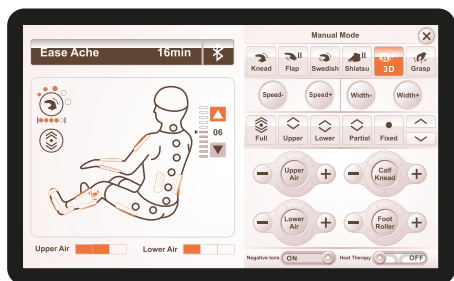 Manual Mode
Ease Ache 16min
Knead Flap Swedish Shiatsu 3D Grasp
Speed- Speed+ Width- Width+
06
Full Upper Lower Partial Fixed
Upper Air
Calf Knead
Lower Air
Foot Roller
Upper Air Lower Air
Negative Ions ON Heat Therapy OFF